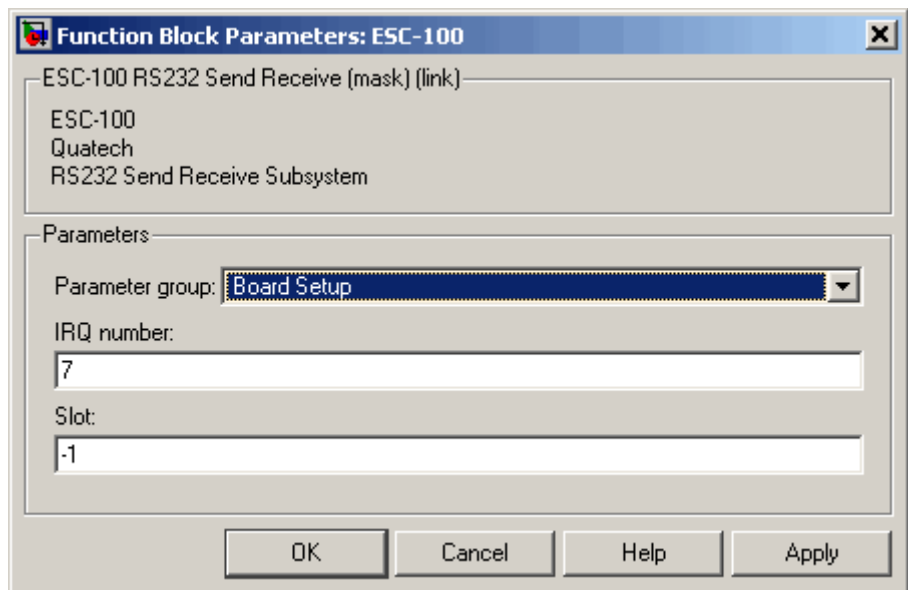 Function Block Parameters: ESC-100
ESC-100 RS232 Send Receive (mask) (link)
ESC-100
Quatech
RS232 Send Receive Subsystem
Parameters
Parameter group: Board Setup
IRQ number:
7
Slot:
-1
OK Cancel Help Apply